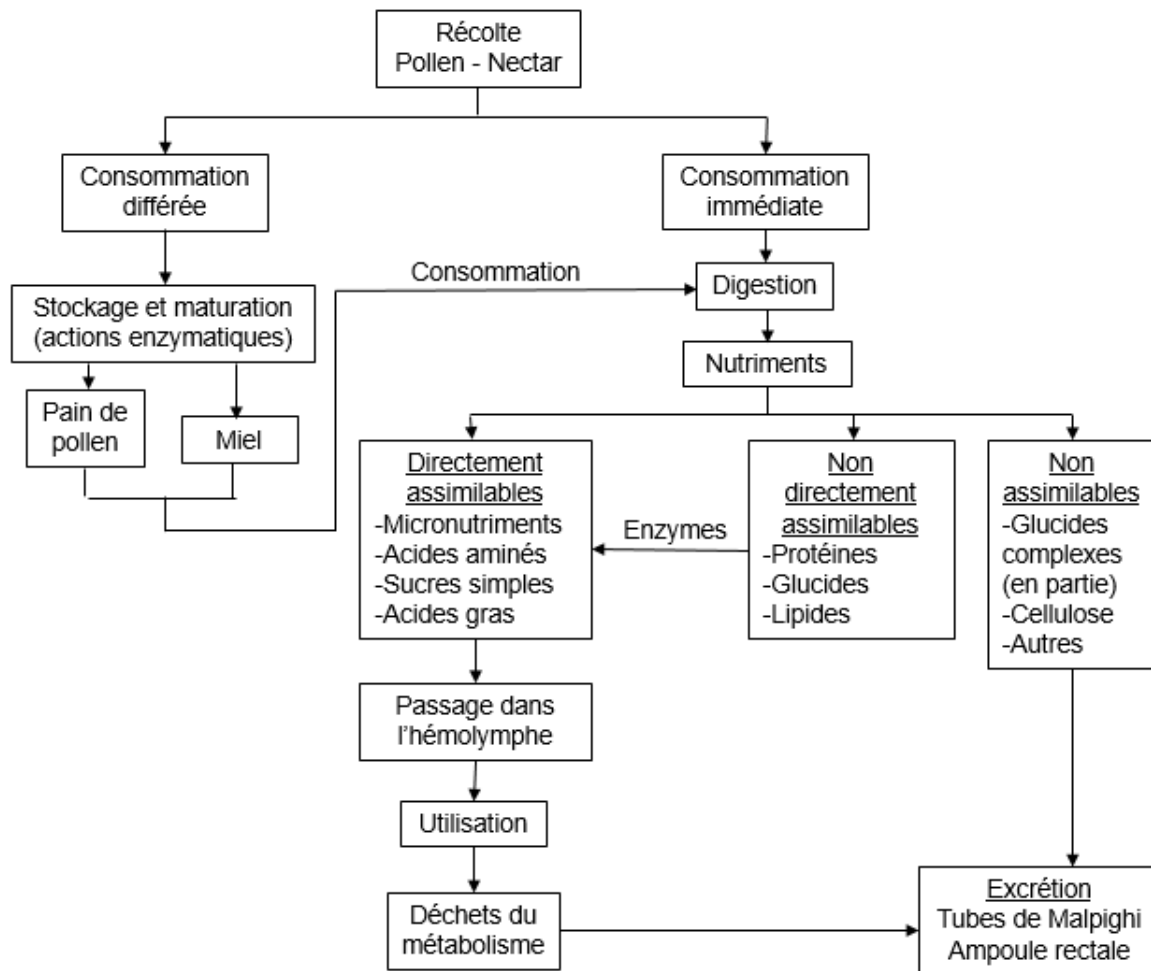 Récolte
Pollen - Nectar
Consommation
différée
Consommation
immédiate
Stockage et maturation
(actions enzymatiques)
Consommation
Digestion
Pain de
pollen
Miel
Nutriments
Directement
assimilables
-Micronutriments
-Acides aminés
-Sucres simples
-Acides gras
Enzymes
Non
directement
assimilables
-Protéines
-Glucides
-Lipides
Non
assimilables
-Glucides
complexes
(en partie)
-Cellulose
-Autres
Passage dans
l’hémolymphe
Utilisation
Déchets du
métabolisme
Excrétion
Tubes de Malpighi
Ampoule rectale